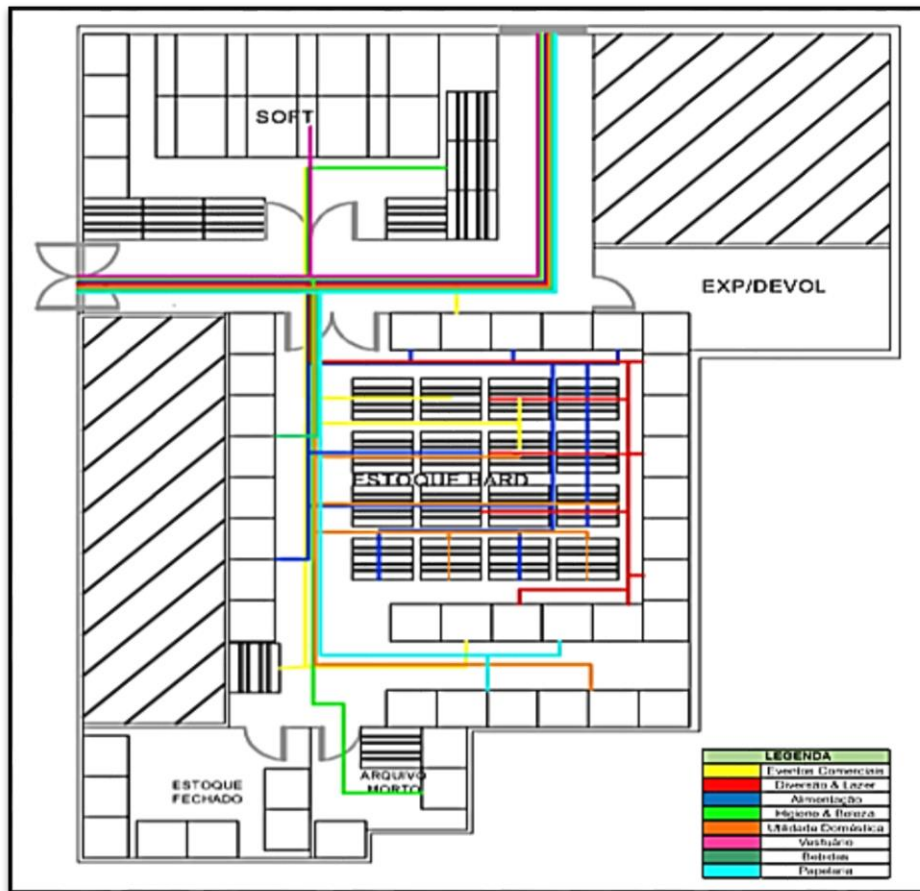 SOFT
EXP/DEVOL
ESTOQUE HARD
ESTOQUE
FECHADO
ARQUIVO
MORTO
LEGENDA
Eventos Comerciais
Diversão & Lazer
Alimentação
Higiene & Beleza
Utilidade Doméstica
Vestuário
Bebidas
Papelaria